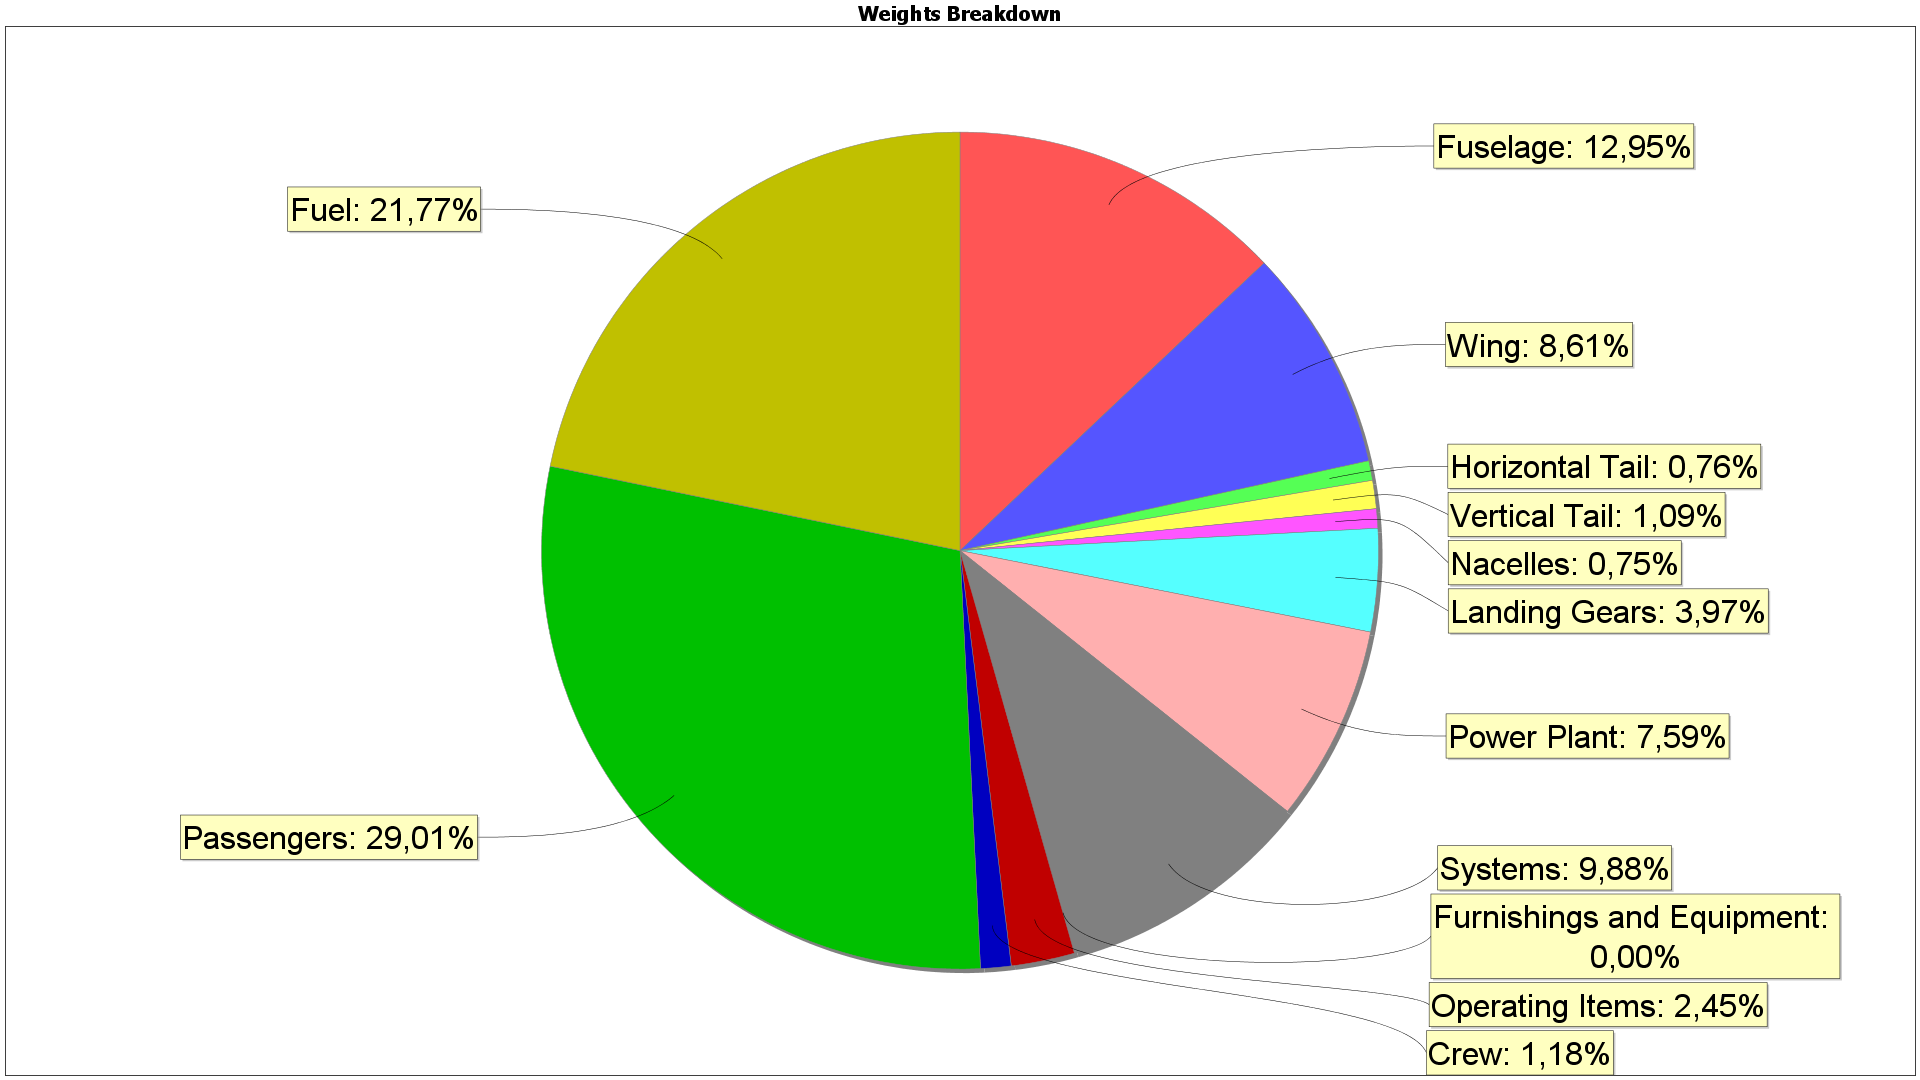 Weights Breakdown
Fuselage: 12,95%
Fuel: 21,77%
Wing: 8,61%
Horizontal Tail: 0,76%
Vertical Tail: 1,09%
Nacelles: 0,75%
Landing Gears: 3,97%
Power Plant: 7,59%
Passengers: 29,01%
Systems: 9,88%
Furnishings and Equipment:
0,00%
Operating Items: 2,45%
Crew: 1,18%